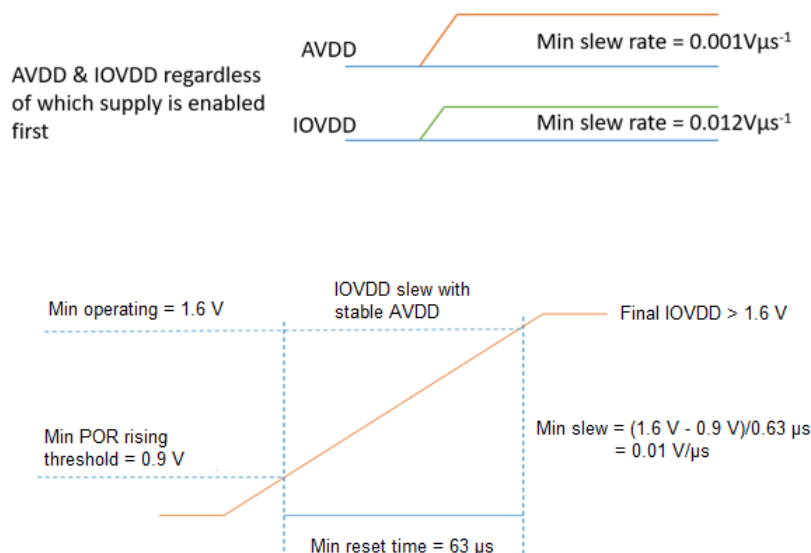 AVDD & IOVDD regardless
of which supply is enabled
first
AVDD
Min slew rate = 0.001Vµs⁻¹
IOVDD
Min slew rate = 0.012Vµs⁻¹
Min operating = 1.6 V
IOVDD slew with
stable AVDD
Final IOVDD > 1.6 V
Min POR rising
threshold = 0.9 V
Min slew = (1.6 V - 0.9 V)/0.63 µs
= 0.01 V/µs
Min reset time = 63 µs